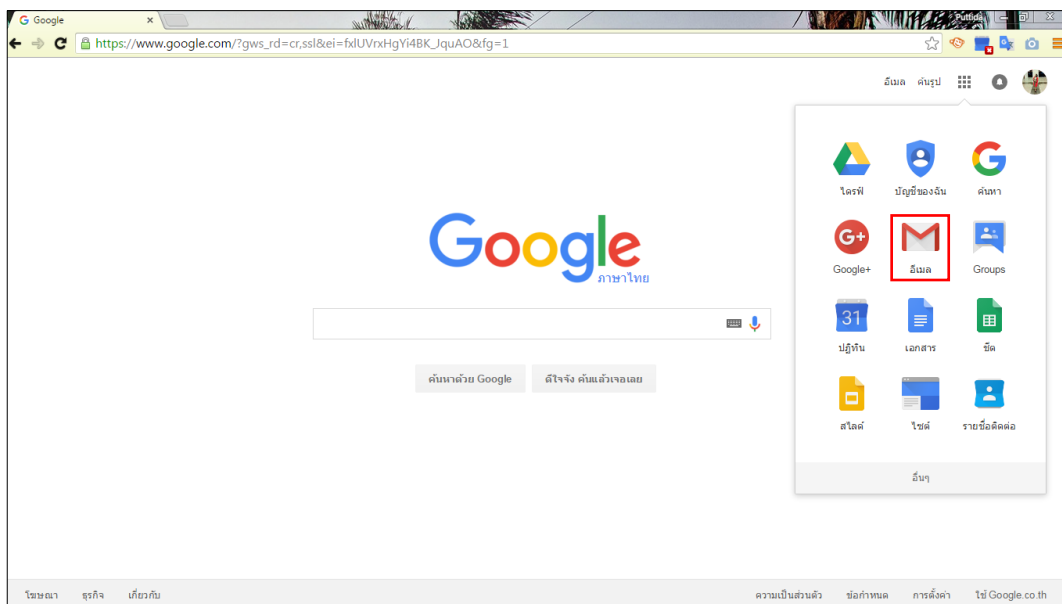 Google
Puttida
https://www.google.com/?gws_rd=cr,ssl&ei=fxlUVrxHgYi4BK_JquAO&fg=1
อีเมล ค้นรูป
ไดรฟ์ บัญชีของฉัน ค้นหา
G+
Google+ อีเมล Groups
31
ปฏิทิน เอกสาร ชีต
สไลด์ ไซต์ รายชื่อติดต่อ
อื่นๆ
Google
ภาษาไทย
ค้นหาด้วย Google ดีใจจัง ค้นแล้วเจอเลย
โฆษณา ธุรกิจ เกี่ยวกับ ความเป็นส่วนตัว ข้อกำหนด การตั้งค่า ใช้ Google.co.th